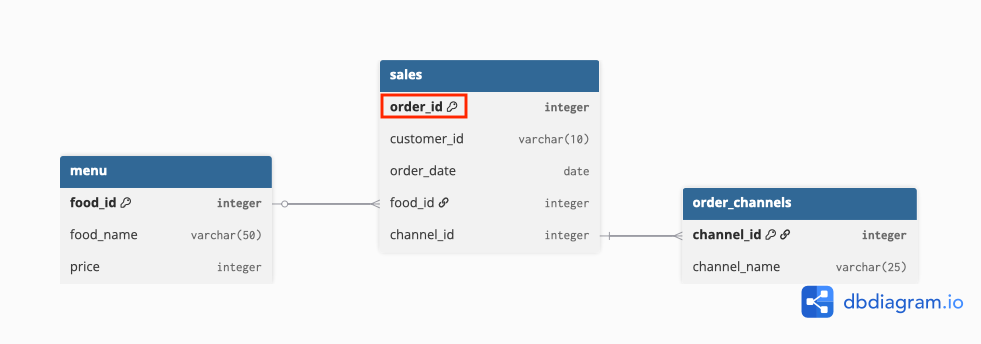 sales
order_id integer
customer_id varchar(10)
order_date date
food_id integer
channel_id integer
menu
food_id integer
food_name varchar(50)
price integer
order_channels
channel_id integer
channel_name varchar(25)
dbdiagram.io